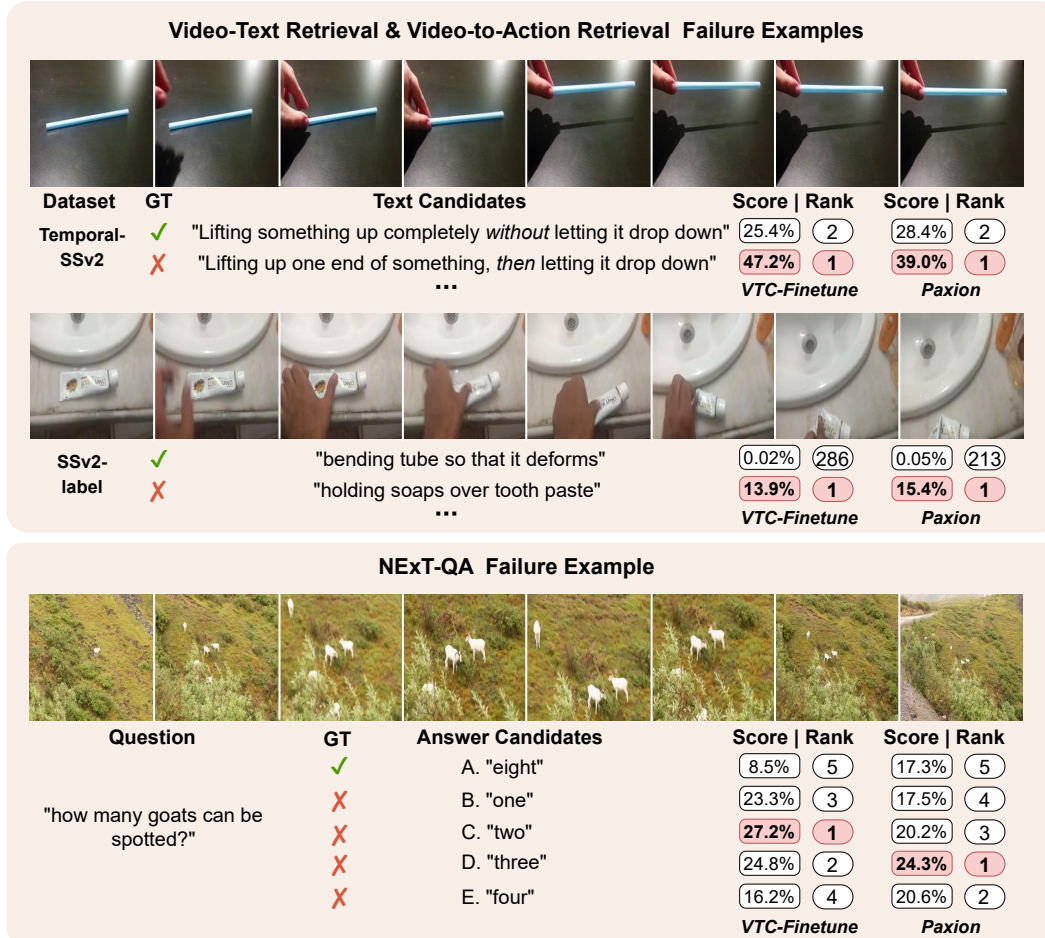 Video-Text Retrieval & Video-to-Action Retrieval Failure Examples
Dataset GT Text Candidates Score | Rank Score | Rank
Temporal-SSv2 ✓ "Lifting something up completely without letting it drop down" 25.4% 2 28.4% 2
✗ "Lifting up one end of something, then letting it drop down" 47.2% 1 39.0% 1
... VTC-Finetune Paxion
SSv2-label ✓ "bending tube so that it deforms" 0.02% 286 0.05% 213
✗ "holding soaps over tooth paste" 13.9% 1 15.4% 1
... VTC-Finetune Paxion
NExT-QA Failure Example
Question GT Answer Candidates Score | Rank Score | Rank
✓ A. "eight" 8.5% 5 17.3% 5
"how many goats can be spotted?" ✗ B. "one" 23.3% 3 17.5% 4
✗ C. "two" 27.2% 1 20.2% 3
✗ D. "three" 24.8% 2 24.3% 1
✗ E. "four" 16.2% 4 20.6% 2
VTC-Finetune Paxion